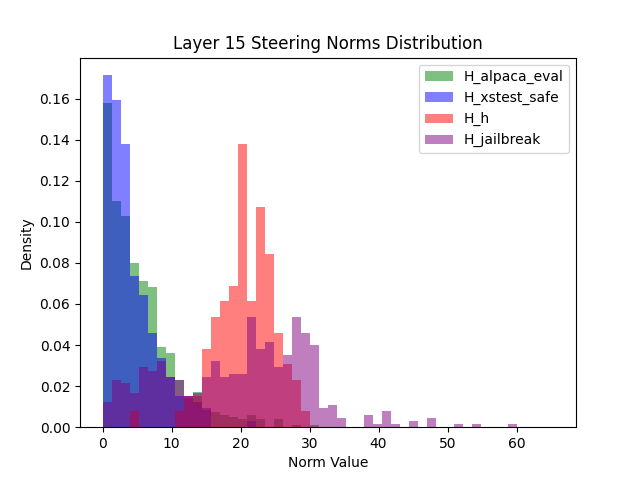 Layer 15 Steering Norms Distribution
H_alpaca_eval
H_xstest_safe
H_h
H_jailbreak
0.16
0.14
0.12
0.10
0.08
0.06
0.04
0.02
0.00
Density
0 10 20 30 40 50 60
Norm Value